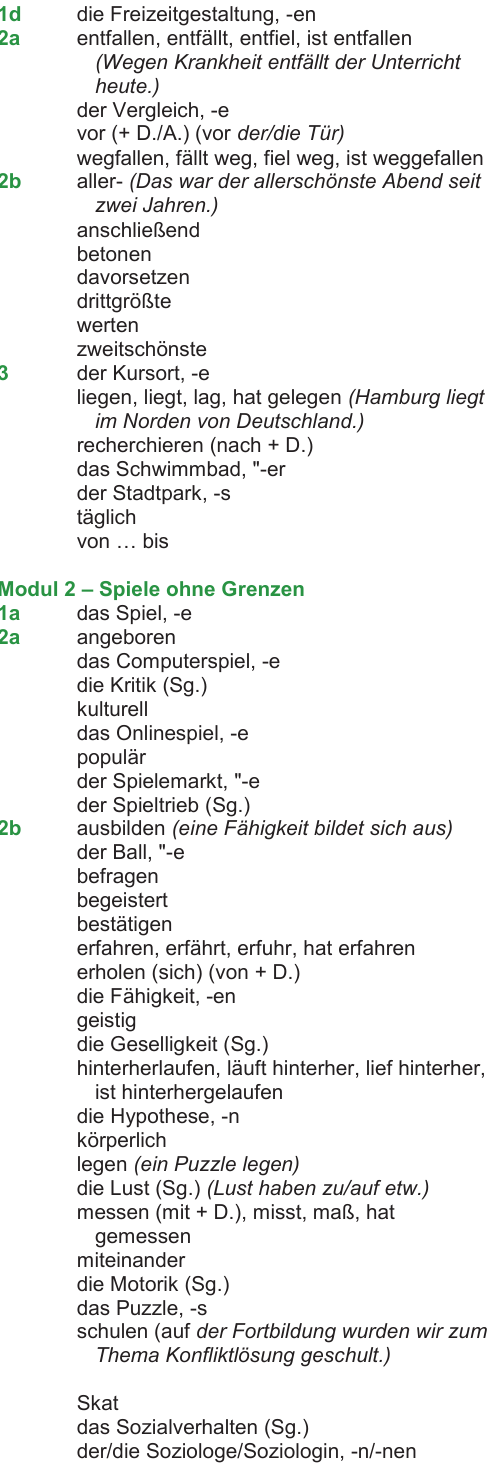 1d die Freizeitgestaltung, -en
2a entfallen, entfällt, entfiel, ist entfallen
(Wegen Krankheit entfällt der Unterricht
heute.)
der Vergleich, -e
vor (+ D./A.) (vor der/die Tür)
wegfallen, fällt weg, fiel weg, ist weggefallen
2b aller- (Das war der allerschönste Abend seit
zwei Jahren.)
anschließend
betonen
davorsetzen
drittgrößte
werten
zweitschönste
3 der Kursort, -e
liegen, liegt, lag, hat gelegen (Hamburg liegt
im Norden von Deutschland.)
recherchieren (nach + D.)
das Schwimmbad, "-er
der Stadtpark, -s
täglich
von … bis
Modul 2 – Spiele ohne Grenzen
1a das Spiel, -e
2a angeboren
das Computerspiel, -e
die Kritik (Sg.)
kulturell
das Onlinespiel, -e
populär
der Spielemarkt, "-e
der Spieltrieb (Sg.)
2b ausbilden (eine Fähigkeit bildet sich aus)
der Ball, "-e
befragen
begeistert
bestätigen
erfahren, erfährt, erfuhr, hat erfahren
erholen (sich) (von + D.)
die Fähigkeit, -en
geistig
die Geselligkeit (Sg.)
hinterherlaufen, läuft hinterher, lief hinterher,
ist hinterhergelaufen
die Hypothese, -n
körperlich
legen (ein Puzzle legen)
die Lust (Sg.) (Lust haben zu/auf etw.)
messen (mit + D.), misst, maß, hat
gemessen
miteinander
die Motorik (Sg.)
das Puzzle, -s
schulen (auf der Fortbildung wurden wir zum
Thema Konfliktlösung geschult.)
Skat
das Sozialverhalten (Sg.)
der/die Soziologe/Soziologin, -n/-nen